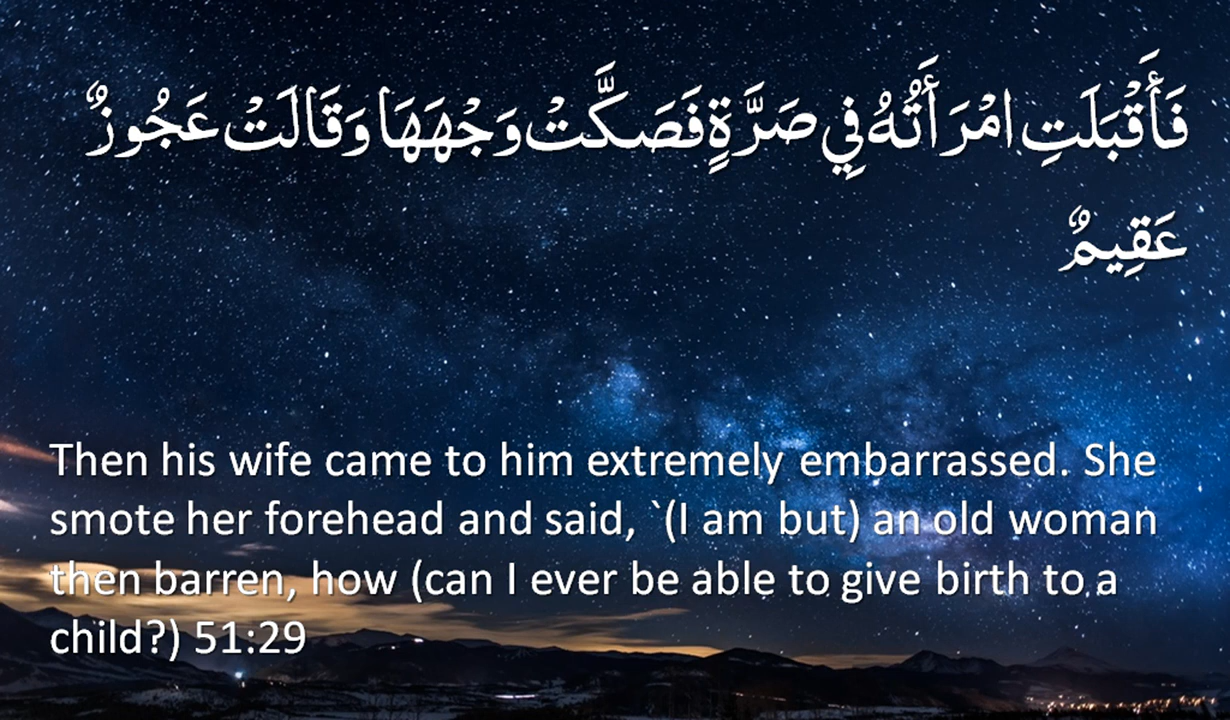 فَأَقْبَلَتِ امْرَأَتُهُ فِي صَرَّةٍ فَصَكَّتْ وَجْهَهَا وَقَالَتْ عَجُوزٌ
عَقِيمٌ
Then his wife came to him extremely embarrassed. She
smote her forehead and said, `(I am but) an old woman
then barren, how (can I ever be able to give birth to a
child?) 51:29